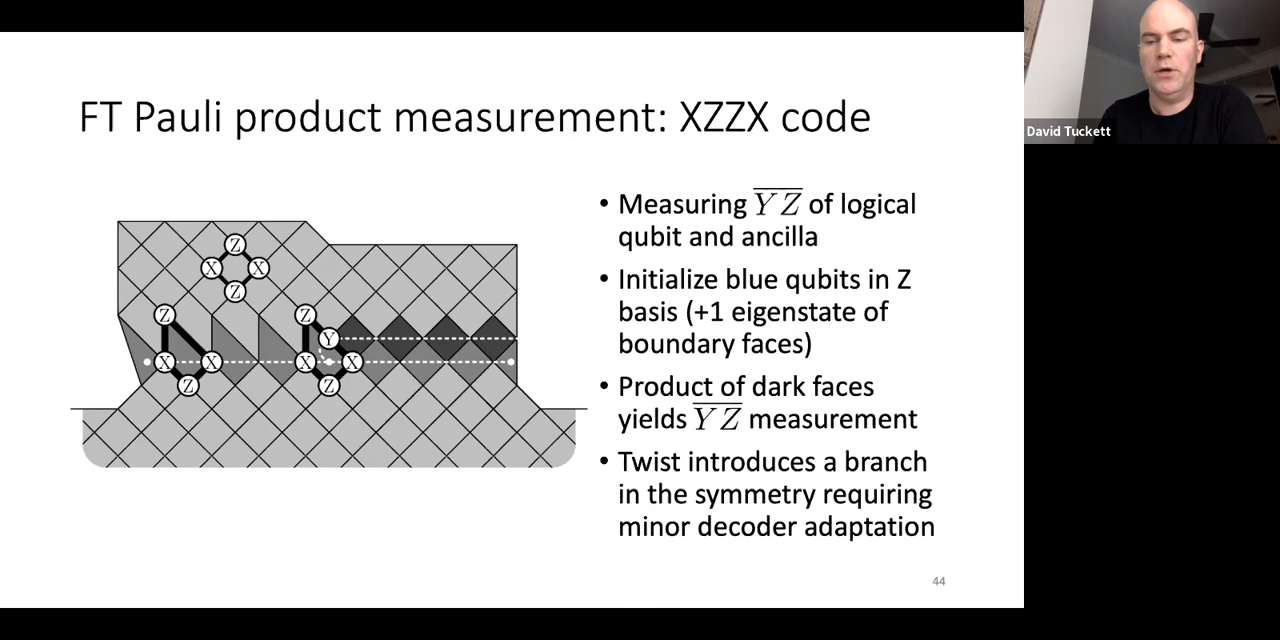 FT Pauli product measurement: XZZX code
David Tuckett
• Measuring Y̅ Z̅ of logical
qubit and ancilla
• Initialize blue qubits in Z
basis (+1 eigenstate of
boundary faces)
• Product of dark faces
yields Y̅ Z̅ measurement
• Twist introduces a branch
in the symmetry requiring
minor decoder adaptation
Z
X X
Z
Z Z
Y
X X X X
Z Z
44